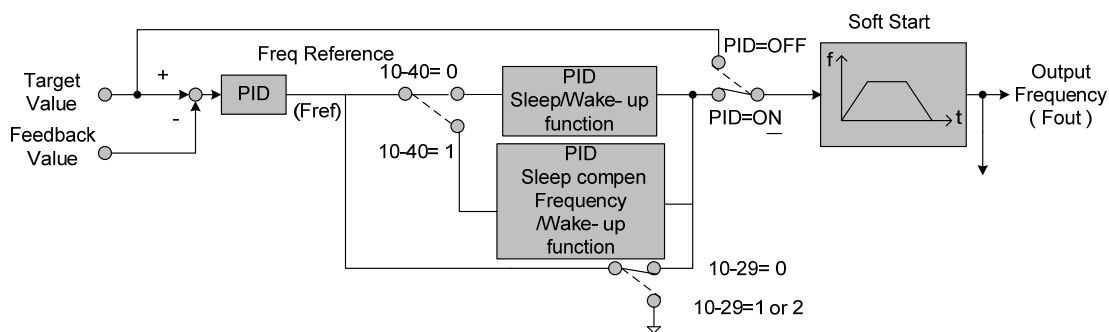 Soft Start
PID=OFF
Freq Reference
10-40= 0
f
Target
Value
+
-
PID
(Fref)
PID
Sleep/Wake- up
function
PID=ON
t
Output
Frequency
( Fout )
Feedback
Value
10-40= 1
PID
Sleep compen
Frequency
/Wake- up
function
10-29= 0
10-29=1 or 2